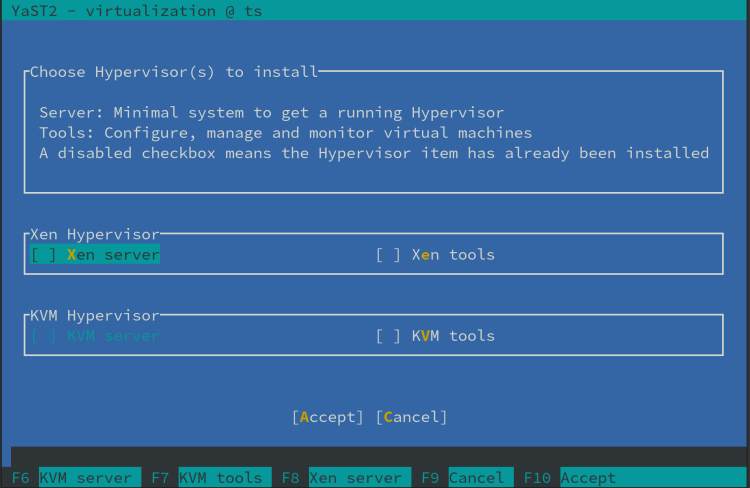 YaST2 - virtualization @ ts
Choose Hypervisor(s) to install
Server: Minimal system to get a running Hypervisor
Tools: Configure, manage and monitor virtual machines
A disabled checkbox means the Hypervisor item has already been installed
Xen Hypervisor
[ ] Xen server [ ] Xen tools
KVM Hypervisor
[ ] KVM server [ ] KVM tools
[Accept] [Cancel]
F6 KVM server F7 KVM tools F8 Xen server F9 Cancel F10 Accept